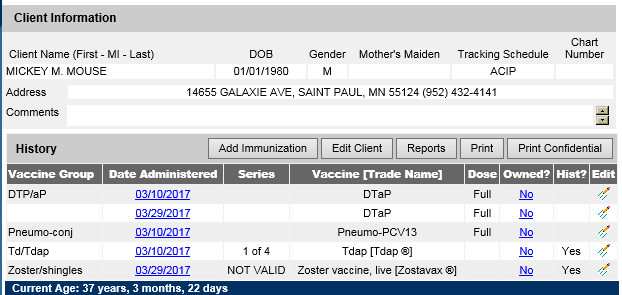 Client Information
Client Name (First - MI - Last) DOB Gender Mother's Maiden Tracking Schedule Chart Number
MICKEY M. MOUSE 01/01/1980 M ACIP
Address 14655 GALAXIE AVE, SAINT PAUL, MN 55124 (952) 432-4141
Comments
History Add Immunization Edit Client Reports Print Print Confidential
Vaccine Group Date Administered Series Vaccine [Trade Name] Dose Owned? Hist? Edit
DTP/aP 03/10/2017 DTaP Full No
03/29/2017 DTaP Full No
Pneumo-conj 03/10/2017 Pneumo-PCV13 Full No
Td/Tdap 03/10/2017 1 of 4 Tdap [Tdap ®] No Yes
Zoster/shingles 03/29/2017 NOT VALID Zoster vaccine, live [Zostavax ®] No Yes
Current Age: 37 years, 3 months, 22 days